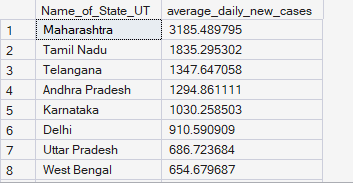 Name_of_State_UT average_daily_new_cases
1 Maharashtra 3185.489795
2 Tamil Nadu 1835.295302
3 Telangana 1347.647058
4 Andhra Pradesh 1294.861111
5 Karnataka 1030.258503
6 Delhi 910.590909
7 Uttar Pradesh 686.723684
8 West Bengal 654.679687